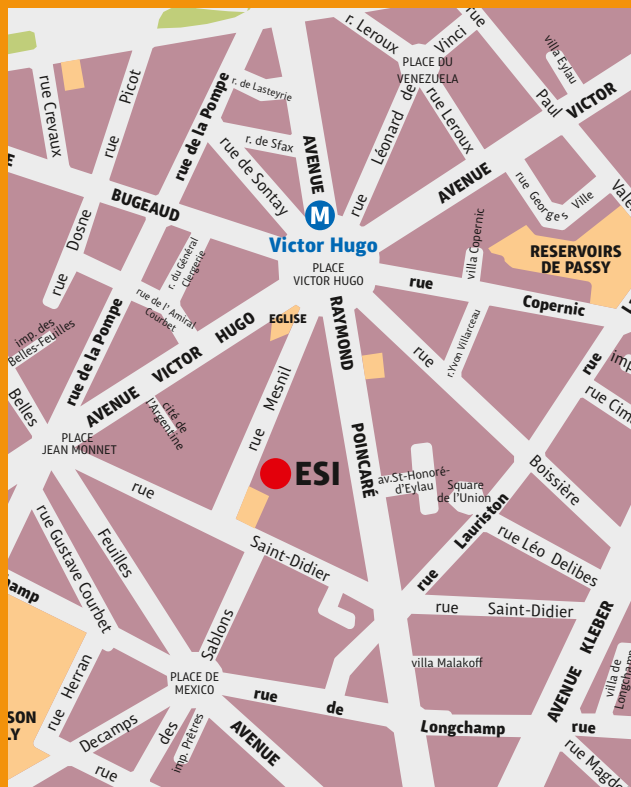 r. Leroux
rue
Vinci
PLACE DU
VENEZUELA
villa Eylau
rue Crevaux
Picot
rue
rue de la Pompe
r. de Lasteyrie
de
rue Leroux
Paul
VICTOR
r. de Sfax
AVENUE
Léonard
rue
AVENUE
rue de Sontay
rue Georges Ville
BUGEAUD
M
Victor Hugo
PLACE
VICTOR HUGO
villa Copernic
RESERVOIRS
DE PASSY
Dosne
rue
r. du Général
Clergerie
rue de l'Amiral
Courbet
rue
Copernic
imp. des
Belles-Feuilles
rue de la Pompe
EGLISE
RAYMOND
rue
r. Yvon Villarceau
rue
AVENUE VICTOR HUGO
Belles
rue Mesnil
cité de
l'Argentine
PLACE
JEAN MONNET
POINCARÉ
ESI
rue
av.St-Honoré-
d'Eylau
Square
de l'Union
Boissière
Lauriston
rue
rue Gustave Courbet
Feuilles
Saint-Didier
rue Léo Delibes
rue Saint-Didier
Sablons
AVENUE KLEBER
villa Malakoff
villa de
Longchamp
rue Herran
PLACE DE
MEXICO
rue de
Longchamp
rue
Decamps
des
imp. Prêtres
AVENUE
rue